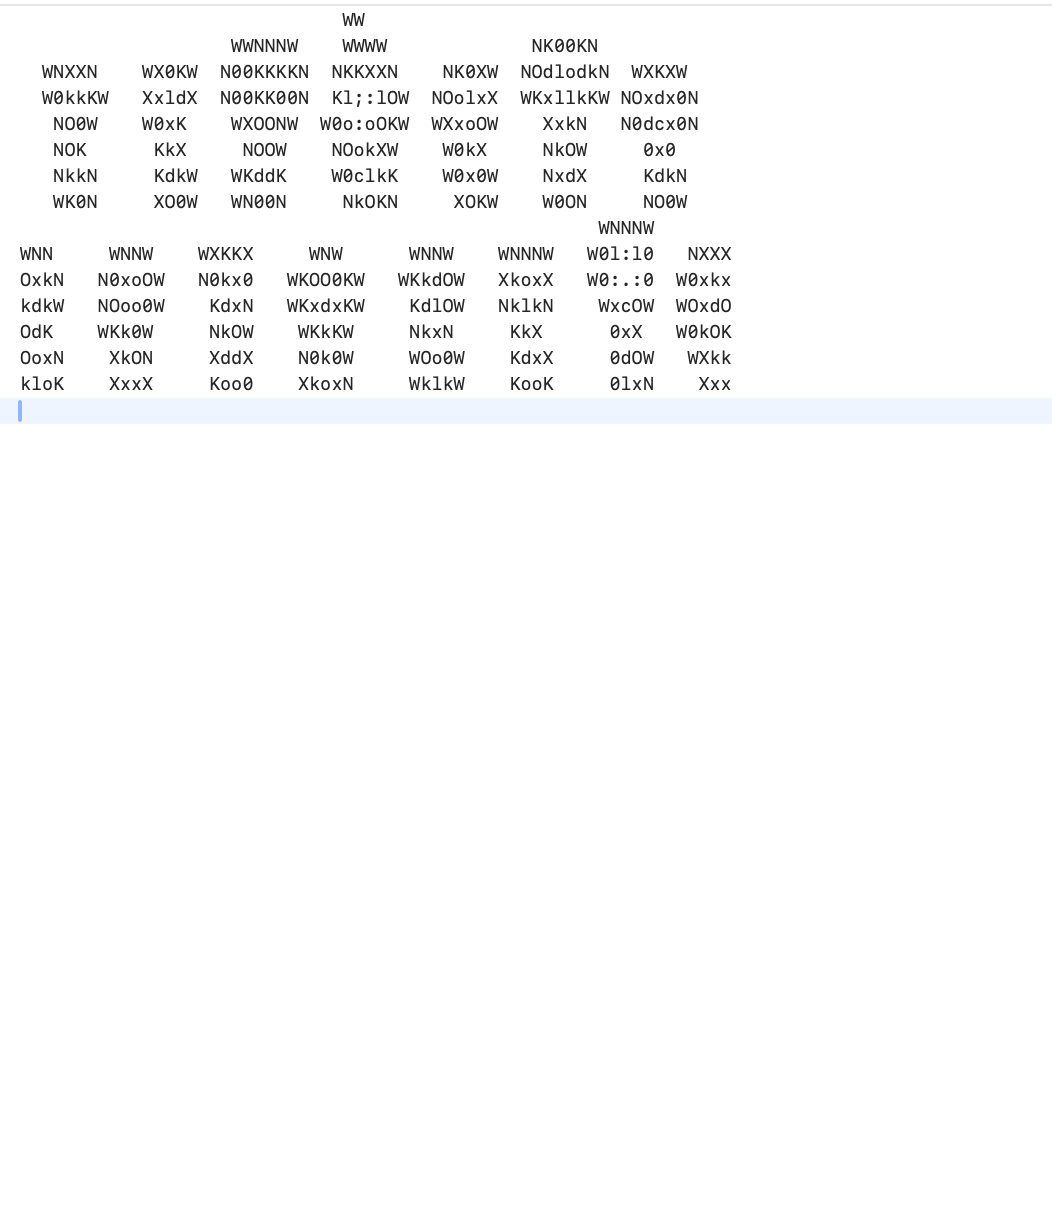 WW
WWNNNW WWWW NK00KN
WNXXN WX0KW N00KKKKN NKKXXN NK0XW NOdlodkN WXKXW
W0kkKW XxldX N00KK00N Kl;:lOW NOolxX WKxllkKW NOxdx0N
NO0W W0xK WXOONW W0o:oOKW WXxoOW XxkN N0dcx0N
NOK KkX NOOW NOokXW W0kX NkOW 0x0
NkkN KdkW WKddK W0clkK W0x0W NxdX KdkN
WK0N XO0W WN00N NkOKN XOKW W0ON NO0W
WNNNW
WNN WNNW WXKKX WNW WNNW WNNNW W0l:l0 NXXX
OxkN N0xoOW N0kx0 WKOO0KW WKkdOW XkoxX W0:.:0 W0xkx
kdkW NOoo0W KdxN WKxdxKW KdlOW NklkN WxcOW WOxdO
OdK WKk0W NkOW WKkKW NkxN KkX 0xX W0kOK
OoxN XkON XddX N0k0W WOo0W KdxX 0dOW WXkk
kloK XxxX Koo0 XkoxN WklkW KooK 0lxN Xxx